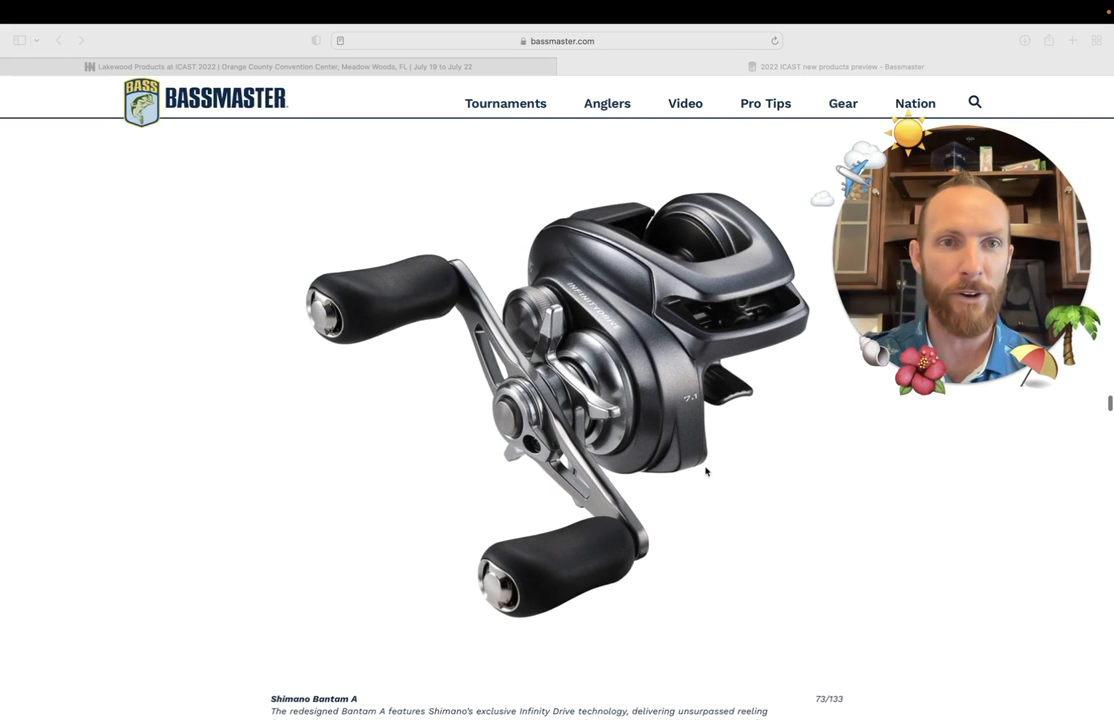 bassmaster.com
Lakewood Products at ICAST 2022 | Orange County Convention Center, Meadow Woods, FL | July 19 to July 22
2022 ICAST new products preview - Bassmaster
BASS
BASSMASTER
Tournaments Anglers Video Pro Tips Gear Nation
INFINITYDRIVE
7.1
Shimano Bantam A 73/133
The redesigned Bantam A features Shimano's exclusive Infinity Drive technology, delivering unsurpassed reeling